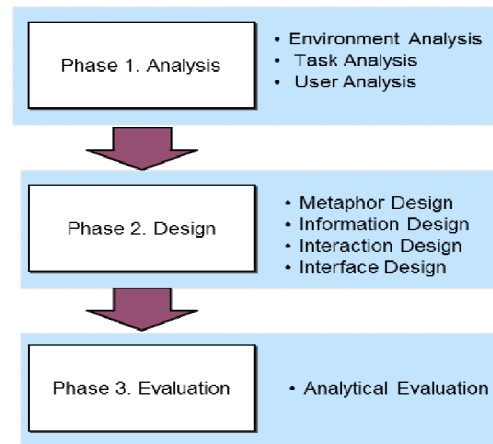 Phase 1. Analysis
• Environment Analysis
• Task Analysis
• User Analysis
Phase 2. Design
• Metaphor Design
• Information Design
• Interaction Design
• Interface Design
Phase 3. Evaluation
• Analytical Evaluation